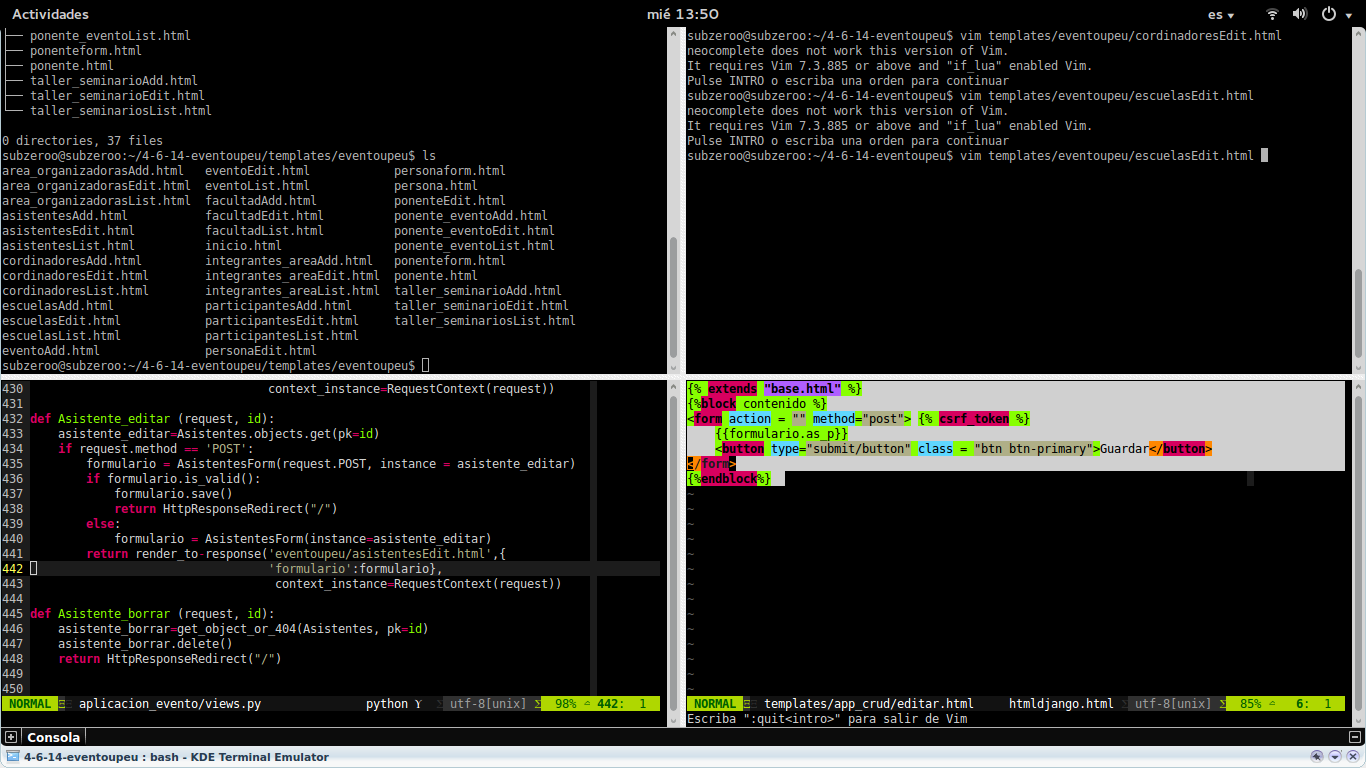 Actividades
mié 13:50
es
├── ponente_eventoList.html
├── ponenteform.html
├── ponente.html
├── taller_seminarioAdd.html
├── taller_seminarioEdit.html
└── taller_seminariosList.html
0 directories, 37 files
subzeroo@subzeroo:~/4-6-14-eventoupeu/templates/eventoupeu$ ls
area_organizadorasAdd.html eventoEdit.html personaform.html
area_organizadorasEdit.html eventoList.html persona.html
area_organizadorasList.html facultadAdd.html ponenteEdit.html
asistentesAdd.html facultadEdit.html ponente_eventoAdd.html
asistentesEdit.html facultadList.html ponente_eventoEdit.html
asistentesList.html inicio.html ponente_eventoList.html
cordinadoresAdd.html integrantes_areaAdd.html ponenteform.html
cordinadoresEdit.html integrantes_areaEdit.html ponente.html
cordinadoresList.html integrantes_areaList.html taller_seminarioAdd.html
escuelasAdd.html participantesAdd.html taller_seminarioEdit.html
escuelasEdit.html participantesEdit.html taller_seminariosList.html
escuelasList.html participantesList.html
eventoAdd.html personaEdit.html
subzeroo@subzeroo:~/4-6-14-eventoupeu/templates/eventoupeu$
subzeroo@subzeroo:~/4-6-14-eventoupeu$ vim templates/eventoupeu/cordinadoresEdit.html
neocomplete does not work this version of Vim.
It requires Vim 7.3.885 or above and "if_lua" enabled Vim.
Pulse INTRO o escriba una orden para continuar
subzeroo@subzeroo:~/4-6-14-eventoupeu$ vim templates/eventoupeu/escuelasEdit.html
neocomplete does not work this version of Vim.
It requires Vim 7.3.885 or above and "if_lua" enabled Vim.
Pulse INTRO o escriba una orden para continuar
subzeroo@subzeroo:~/4-6-14-eventoupeu$ vim templates/eventoupeu/escuelasEdit.html
430 context_instance=RequestContext(request))
431
432 def Asistente_editar (request, id):
433 asistente_editar=Asistentes.objects.get(pk=id)
434 if request.method == 'POST':
435 formulario = AsistentesForm(request.POST, instance = asistente_editar)
436 if formulario.is_valid():
437 formulario.save()
438 return HttpResponseRedirect("/")
439 else:
440 formulario = AsistentesForm(instance=asistente_editar)
441 return render_to-response('eventoupeu/asistentesEdit.html',{
442 'formulario':formulario},
443 context_instance=RequestContext(request))
444
445 def Asistente_borrar (request, id):
446 asistente_borrar=get_object_or_404(Asistentes, pk=id)
447 asistente_borrar.delete()
448 return HttpResponseRedirect("/")
449
450
NORMAL aplicacion_evento/views.py python utf-8[unix] 98% 442: 1
{% extends "base.html" %}
{%block contenido %}
<form action = "" method="post"> {% csrf_token %}
{{formulario.as_p}}
<button type="submit/button" class = "btn btn-primary">Guardar</button>
</form>
{%endblock%}
~
~
~
~
~
~
~
~
~
~
~
~
~
~
NORMAL templates/app_crud/editar.html htmldjango.html utf-8[unix] 85% 6: 1
Escriba ":quit<intro>" para salir de Vim
Consola
4-6-14-eventoupeu : bash - KDE Terminal Emulator